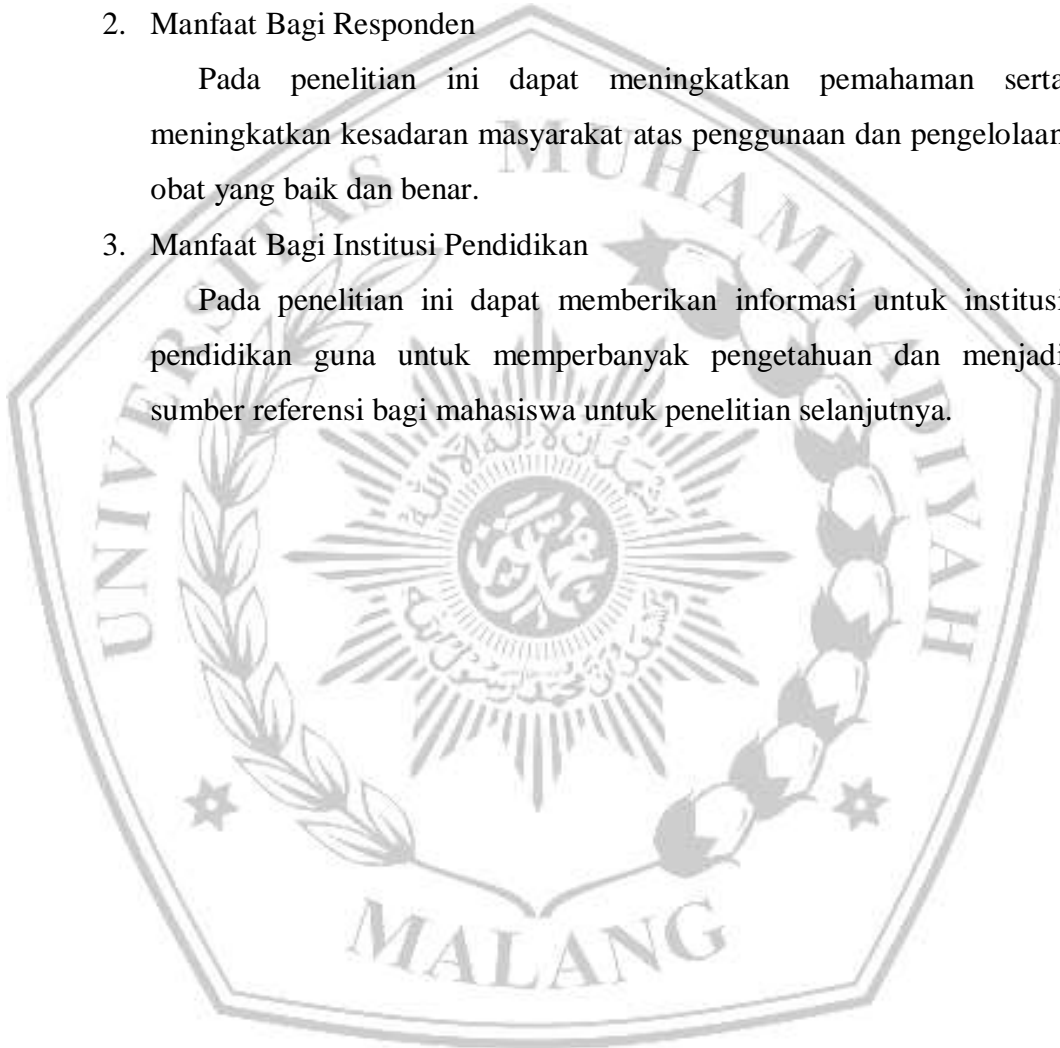 2. Manfaat Bagi Responden
Pada penelitian ini dapat meningkatkan pemahaman serta
meningkatkan kesadaran masyarakat atas penggunaan dan pengelolaan
obat yang baik dan benar.
3. Manfaat Bagi Institusi Pendidikan
Pada penelitian ini dapat memberikan informasi untuk institusi
pendidikan guna untuk memperbanyak pengetahuan dan menjadi
sumber referensi bagi mahasiswa untuk penelitian selanjutnya.
UNIVERSITAS MUHAMMADIYAH
MALANG